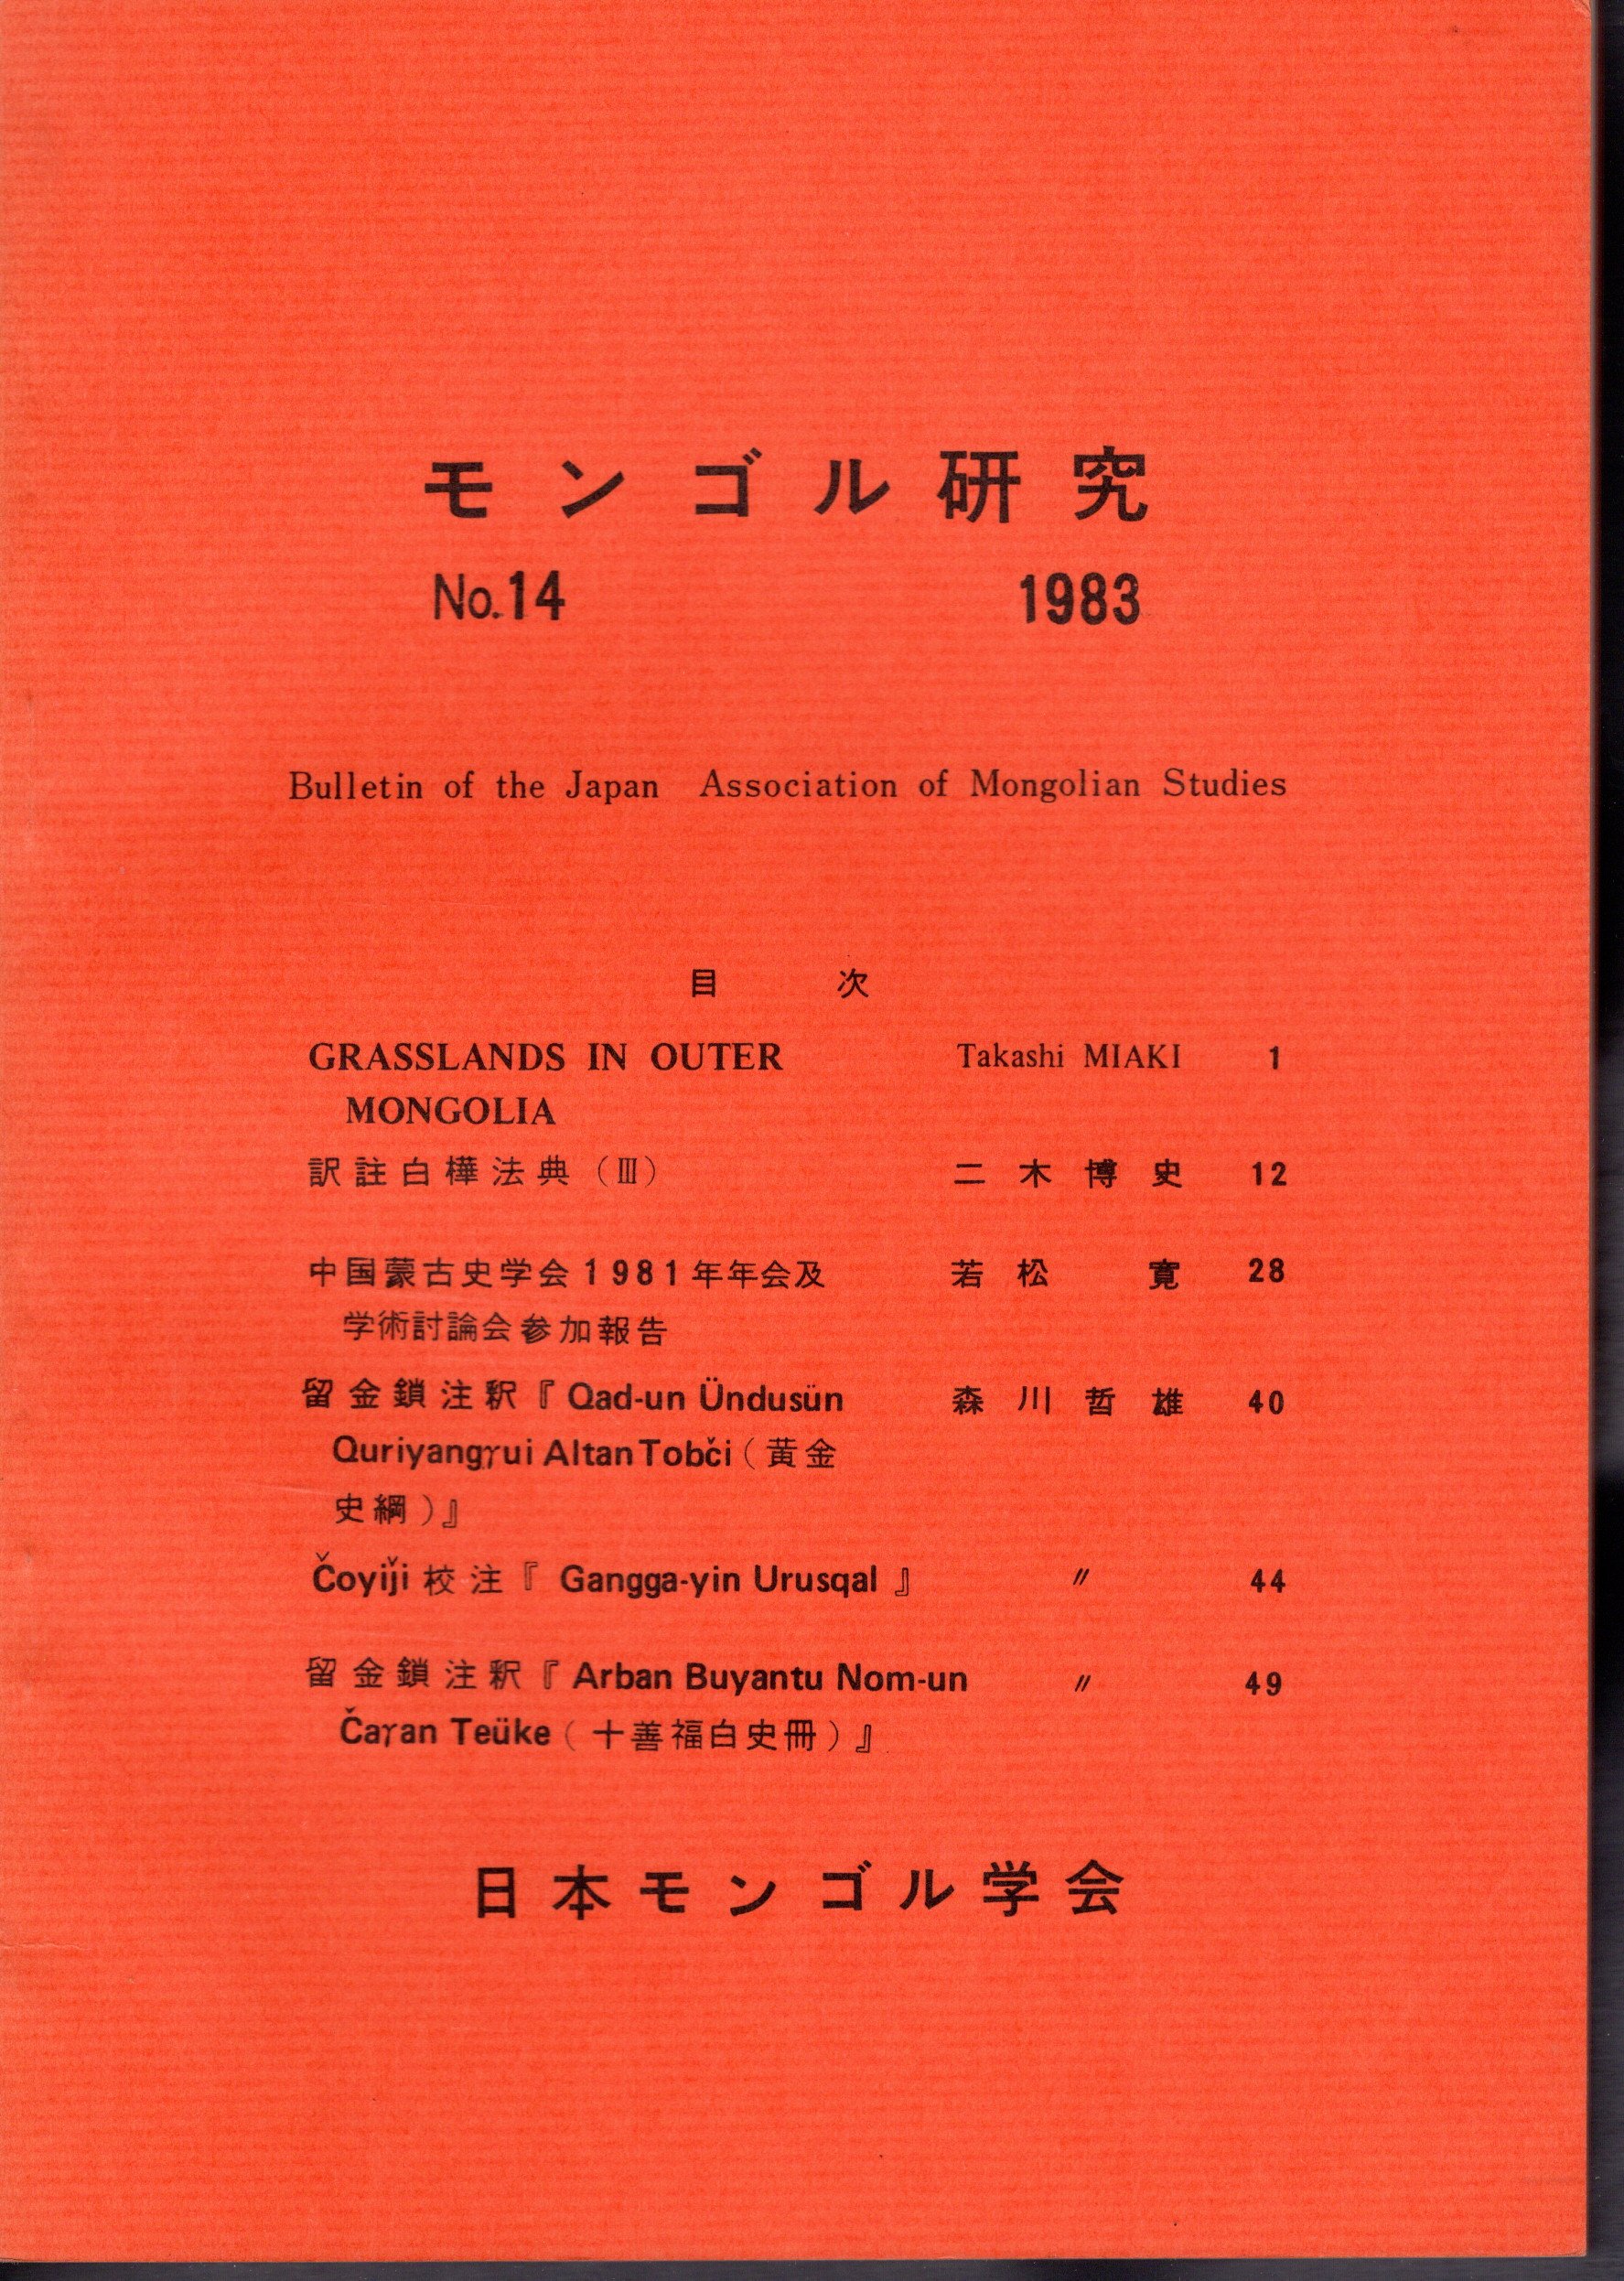 モンゴル研究
No.14 1983
Bulletin of the Japan Association of Mongolian Studies
目次
GRASSLANDS IN OUTER Takashi MIAKI 1
MONGOLIA
訳註白樺法典(Ⅲ) 二木博史 12
中国蒙古史学会1981年年会及 若松 寛 28
学術討論会参加報告
留金鎖注釈『Qad-un Ündusün 森川哲雄 40
Quriyangγui Altan Tobči(黄金
史綱)』
Čoyiǰi校注『Gangga-yin Urusqal』 〃 44
留金鎖注釈『Arban Buyantu Nom-un 〃 49
Čaγan Teüke(十善福白史冊)』
日本モンゴル学会